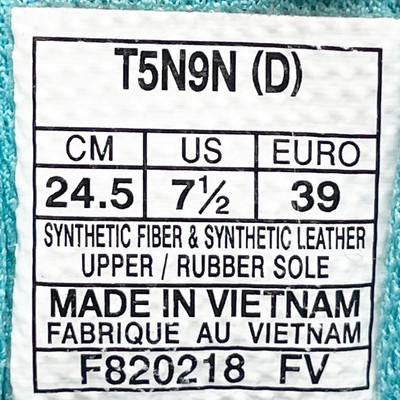 T5N9N (D)
CM US EURO
24.5 7½ 39
SYNTHETIC FIBER & SYNTHETIC LEATHER
UPPER / RUBBER SOLE
MADE IN VIETNAM
FABRIQUE AU VIETNAM
F820218 FV